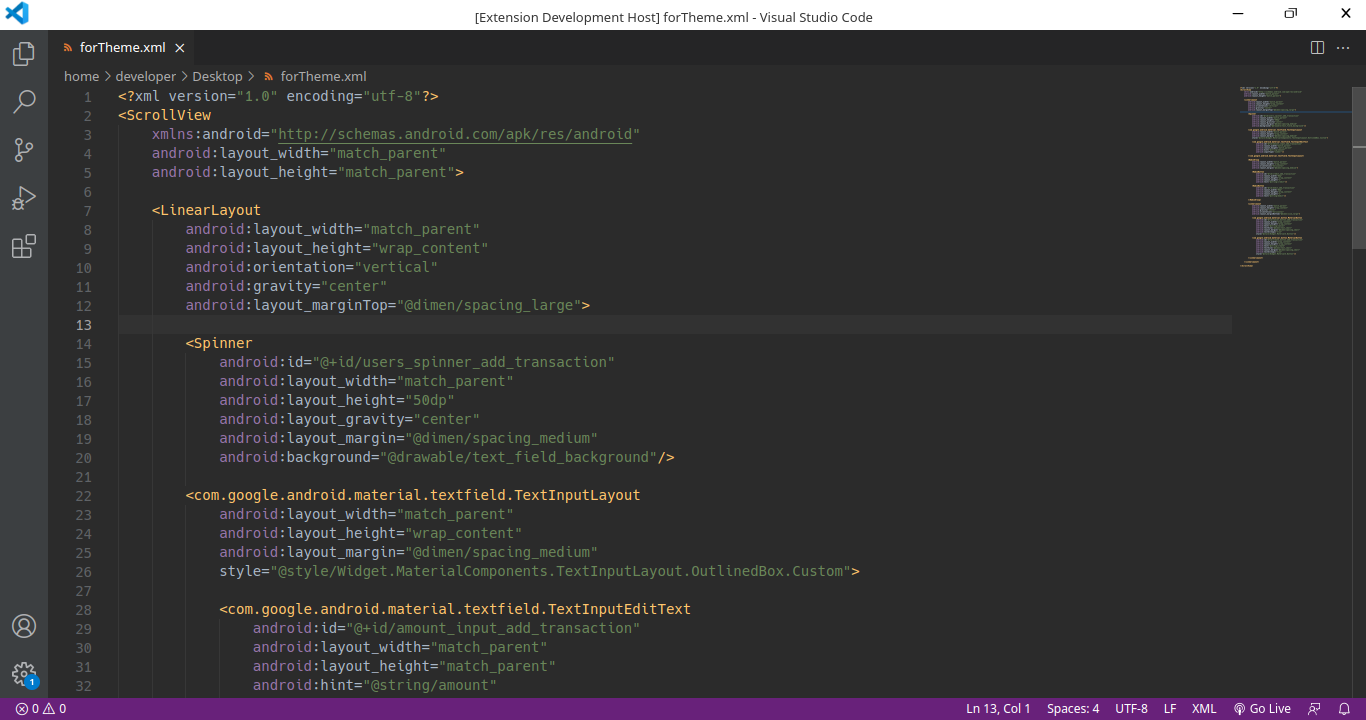 [Extension Development Host] forTheme.xml - Visual Studio Code
forTheme.xml
home > developer > Desktop > forTheme.xml
1 <?xml version="1.0" encoding="utf-8"?>
2 <ScrollView
3 xmlns:android="http://schemas.android.com/apk/res/android"
4 android:layout_width="match_parent"
5 android:layout_height="match_parent">
6
7 <LinearLayout
8 android:layout_width="match_parent"
9 android:layout_height="wrap_content"
10 android:orientation="vertical"
11 android:gravity="center"
12 android:layout_marginTop="@dimen/spacing_large">
13
14 <Spinner
15 android:id="@+id/users_spinner_add_transaction"
16 android:layout_width="match_parent"
17 android:layout_height="50dp"
18 android:layout_gravity="center"
19 android:layout_margin="@dimen/spacing_medium"
20 android:background="@drawable/text_field_background"/>
21
22 <com.google.android.material.textfield.TextInputLayout
23 android:layout_width="match_parent"
24 android:layout_height="wrap_content"
25 android:layout_margin="@dimen/spacing_medium"
26 style="@style/Widget.MaterialComponents.TextInputLayout.OutlinedBox.Custom">
27
28 <com.google.android.material.textfield.TextInputEditText
29 android:id="@+id/amount_input_add_transaction"
30 android:layout_width="match_parent"
31 android:layout_height="match_parent"
32 android:hint="@string/amount"
1
0 0 Ln 13, Col 1 Spaces: 4 UTF-8 LF XML Go Live